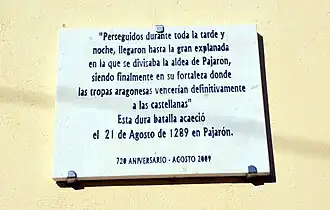 "Perseguidos durante toda la tarde y
noche, llegaron hasta la gran explanada
en la que se divisaba la aldea de Pajaron,
siendo finalmente en su fortaleza donde
las tropas aragonesas vencerian definitivamente
a las castellanas"
Esta dura batalla acaeció
el 21 de Agosto de 1289 en Pajarón.
720 ANIVERSARIO - AGOSTO 2009